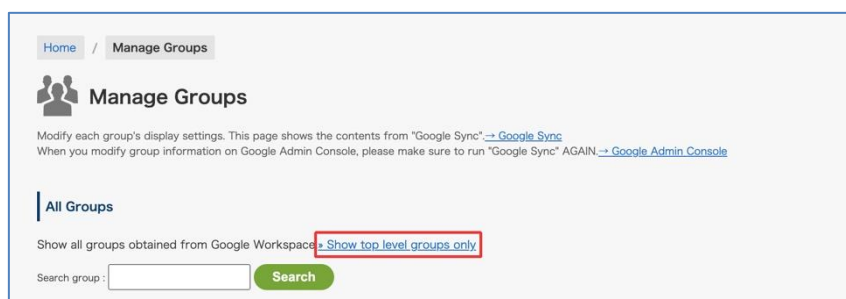 Home / Manage Groups
Manage Groups
Modify each group's display settings. This page shows the contents from "Google Sync".→ Google Sync
When you modify group information on Google Admin Console, please make sure to run "Google Sync" AGAIN.→ Google Admin Console
All Groups
Show all groups obtained from Google Workspace » Show top level groups only
Search group : Search